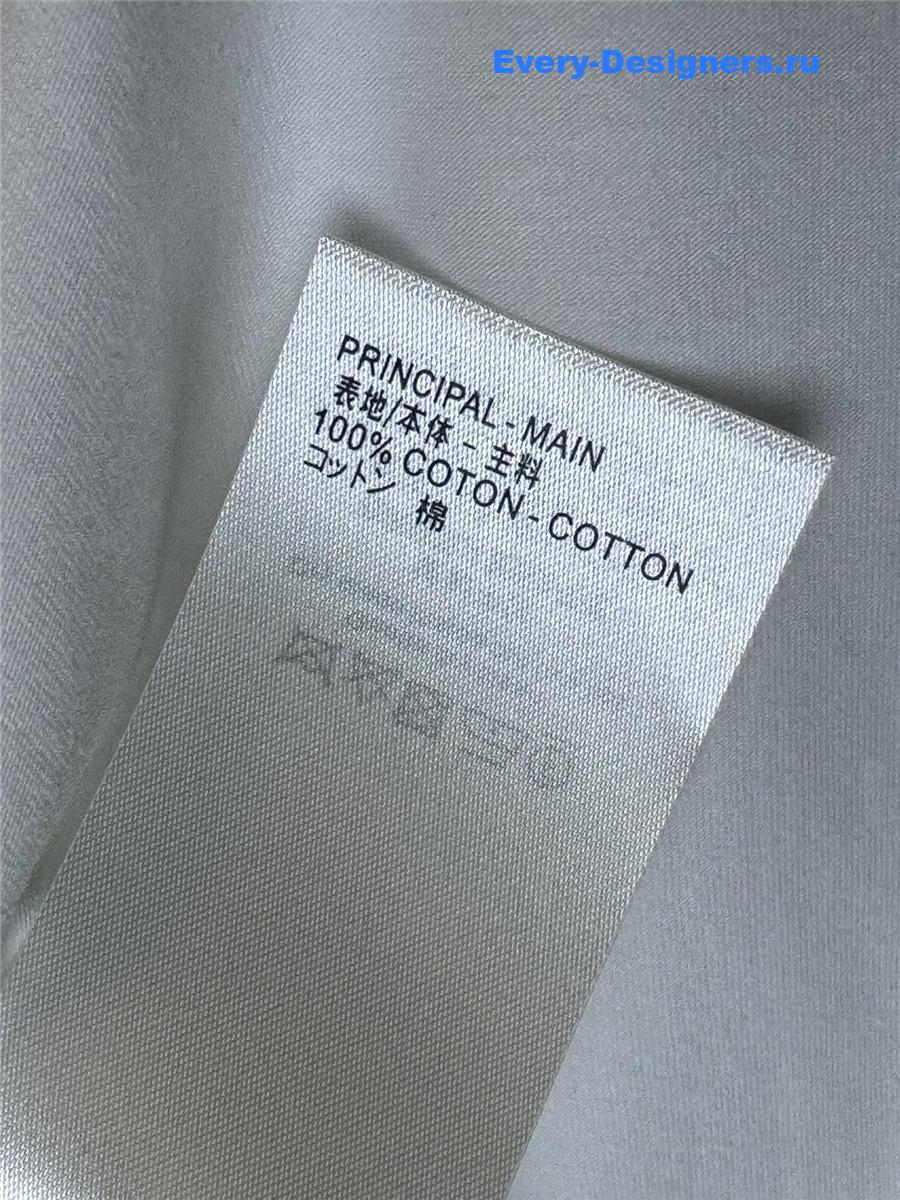 Every-Designers.ru
PRINCIPAL - MAIN
表地/本体 - 主料
100% COTON - COTTON
コットン 棉